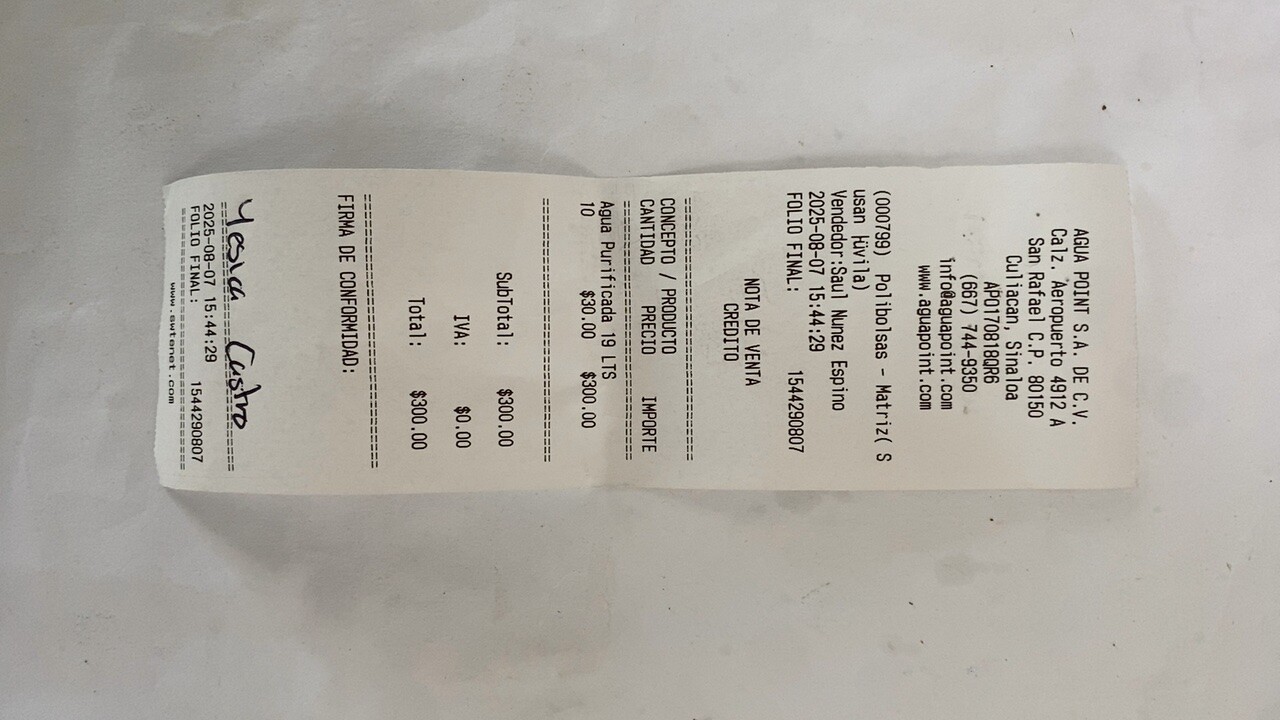 AGUA POINT S.A. DE C.V.
Calz. Aeropuerto 4912 A
San Rafael C.P. 80150
Culiacan, Sinaloa
APO170818QR6
(667) 744-9350
info@aguapoint.com
www.aguapoint.com
(000799) Polibolsas - Matriz( S
usan
Vendedor:Saul Nunez Espino
2025-08-07 15:44:29
FOLIO FINAL: 1544290807
NOTA DE VENTA
CREDITO
CONCEPTO / PRODUCTO
CANTIDAD PRECIO IMPORTE
Agua Purificada 19 LTS
10 $30.00 $300.00
SubTotal: $300.00
IVA: $0.00
Total: $300.00
FIRMA DE CONFORMIDAD:
Castro
2025-08-07 15:44:29
FOLIO FINAL: 1544290807
www.swtenet.com